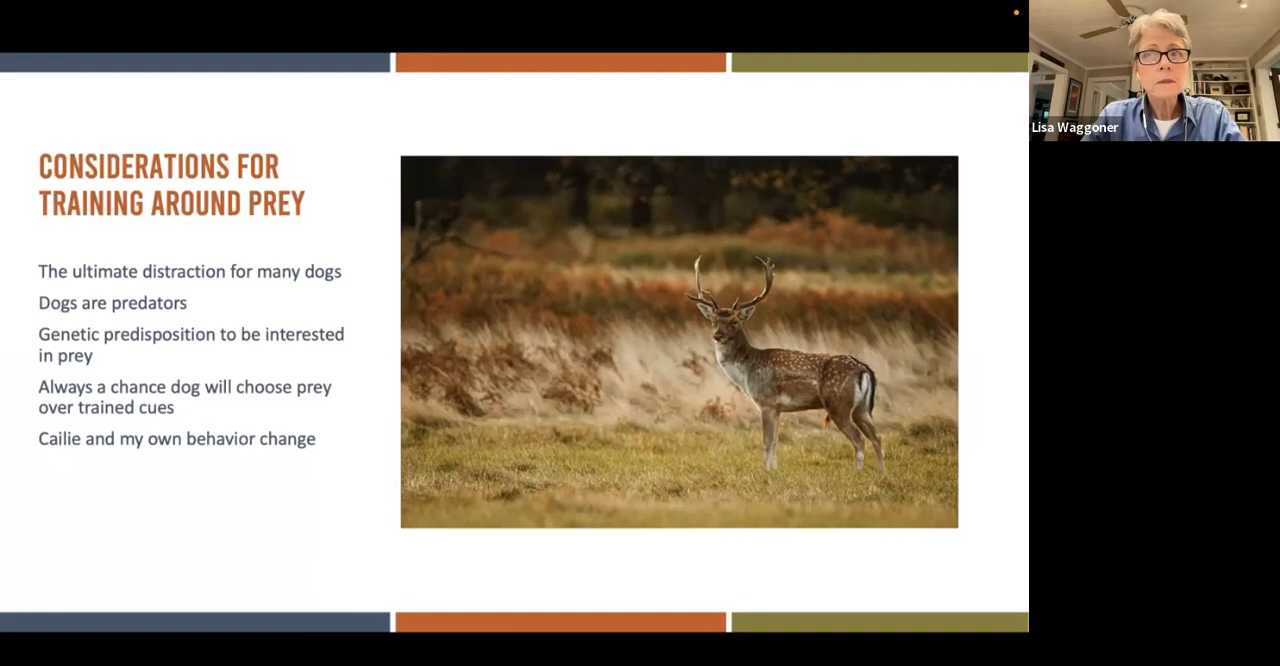 CONSIDERATIONS FOR
TRAINING AROUND PREY
The ultimate distraction for many dogs
Dogs are predators
Genetic predisposition to be interested
in prey
Always a chance dog will choose prey
over trained cues
Cailie and my own behavior change
Lisa Waggoner